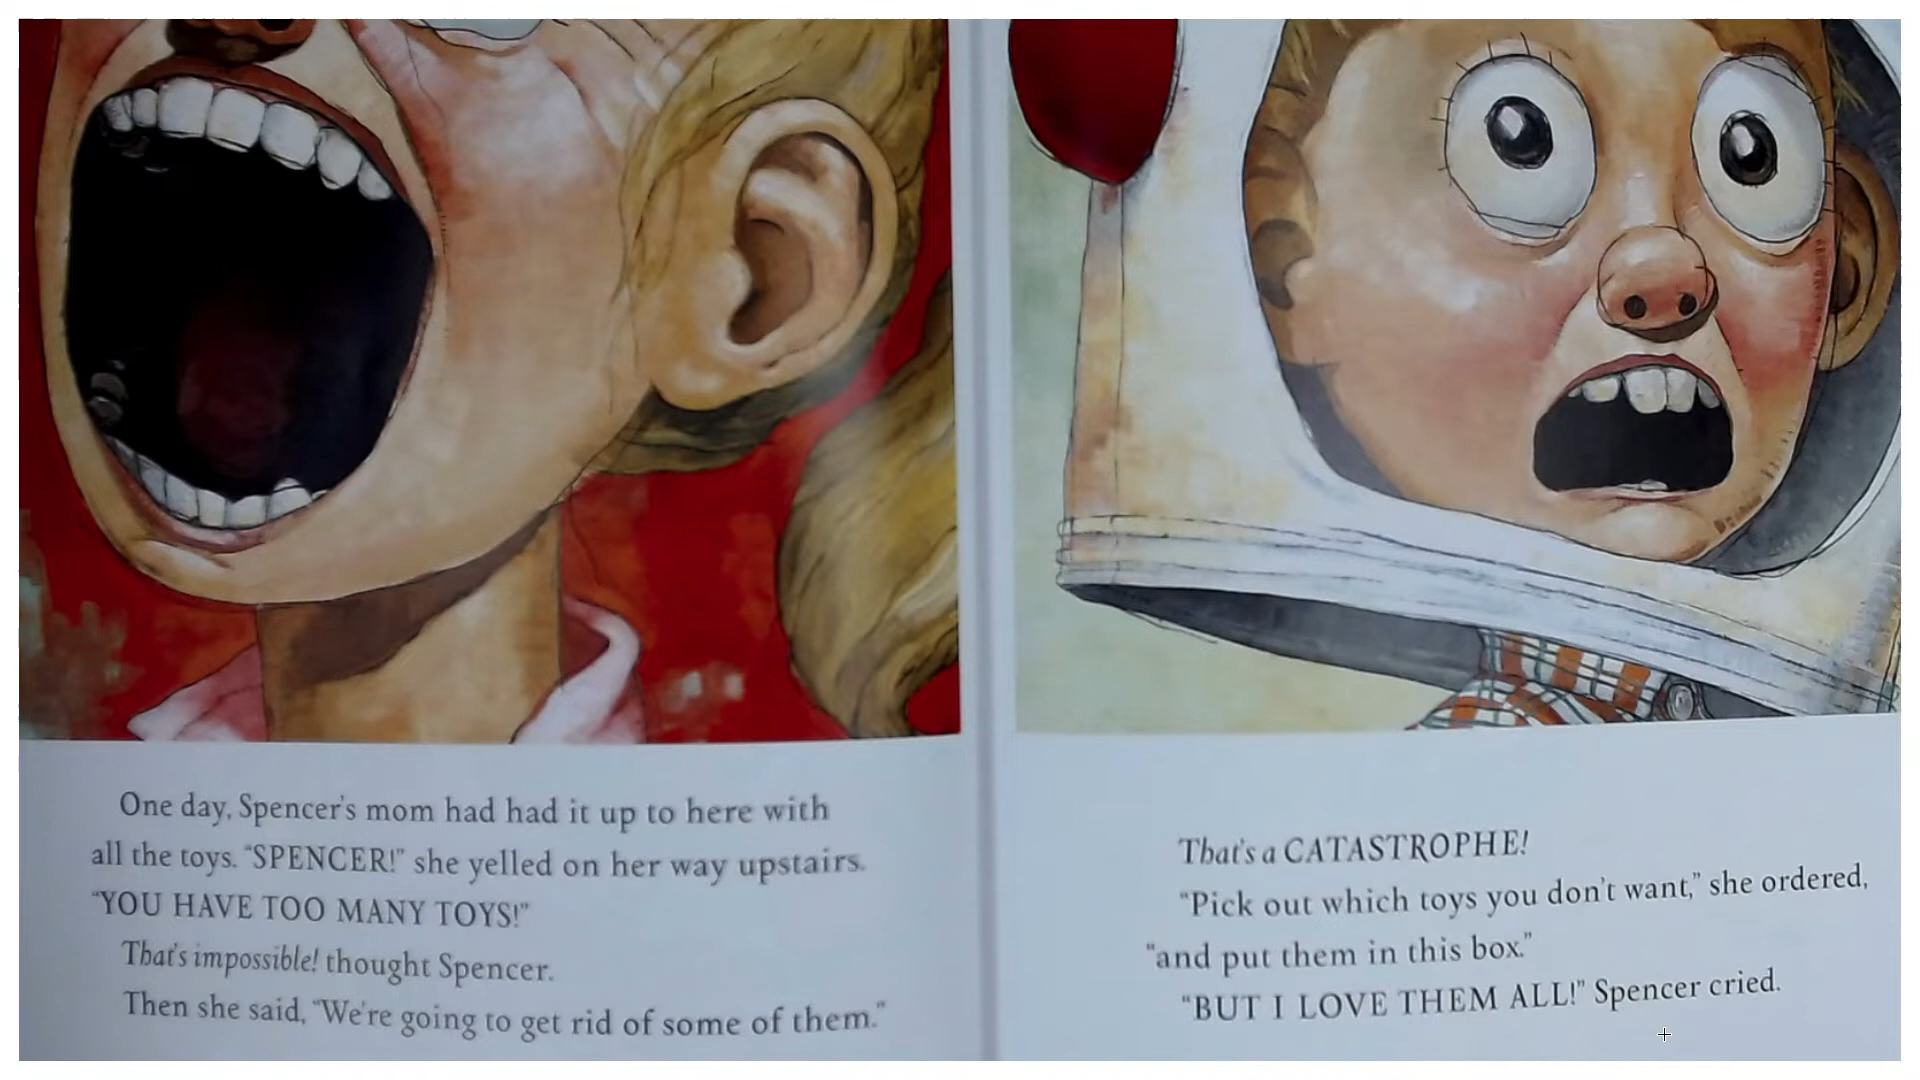 One day, Spencer's mom had had it up to here with
all the toys. "SPENCER!" she yelled on her way upstairs.
"YOU HAVE TOO MANY TOYS!"
That's impossible! thought Spencer.
Then she said, "We're going to get rid of some of them."
That's a CATASTROPHE!
"Pick out which toys you don't want," she ordered,
"and put them in this box."
"BUT I LOVE THEM ALL!" Spencer cried.